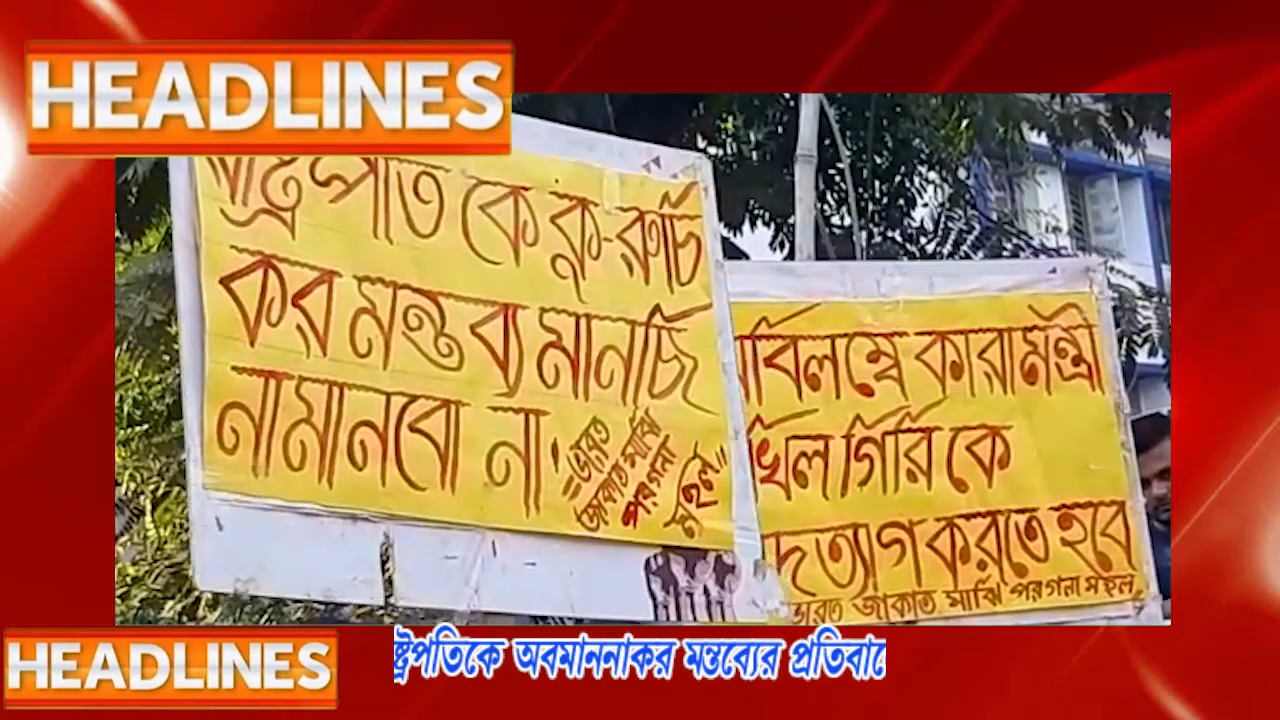 HEADLINES
রাষ্ট্রপতি কে কু-রুচি
কর মন্তব্য মানছি
না মানবো না
"ভারত
জাকাত মাঝি
পরগনা
মহল"
অবিলম্বে কারামন্ত্রী
অখিল গিরি কে
পদত্যাগ করতে হবে
ভারত জাকাত মাঝি পরগনা মহল
HEADLINES
ষ্ট্রপতিকে অবমাননাকর মন্তব্যের প্রতিবাদে